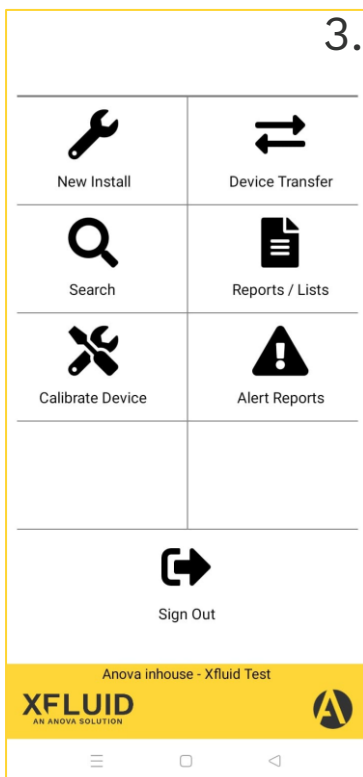 3.
New Install
Device Transfer
Search
Reports / Lists
Calibrate Device
Alert Reports
Sign Out
Anova inhouse - Xfluid Test
XFLUID
AN ANOVA SOLUTION